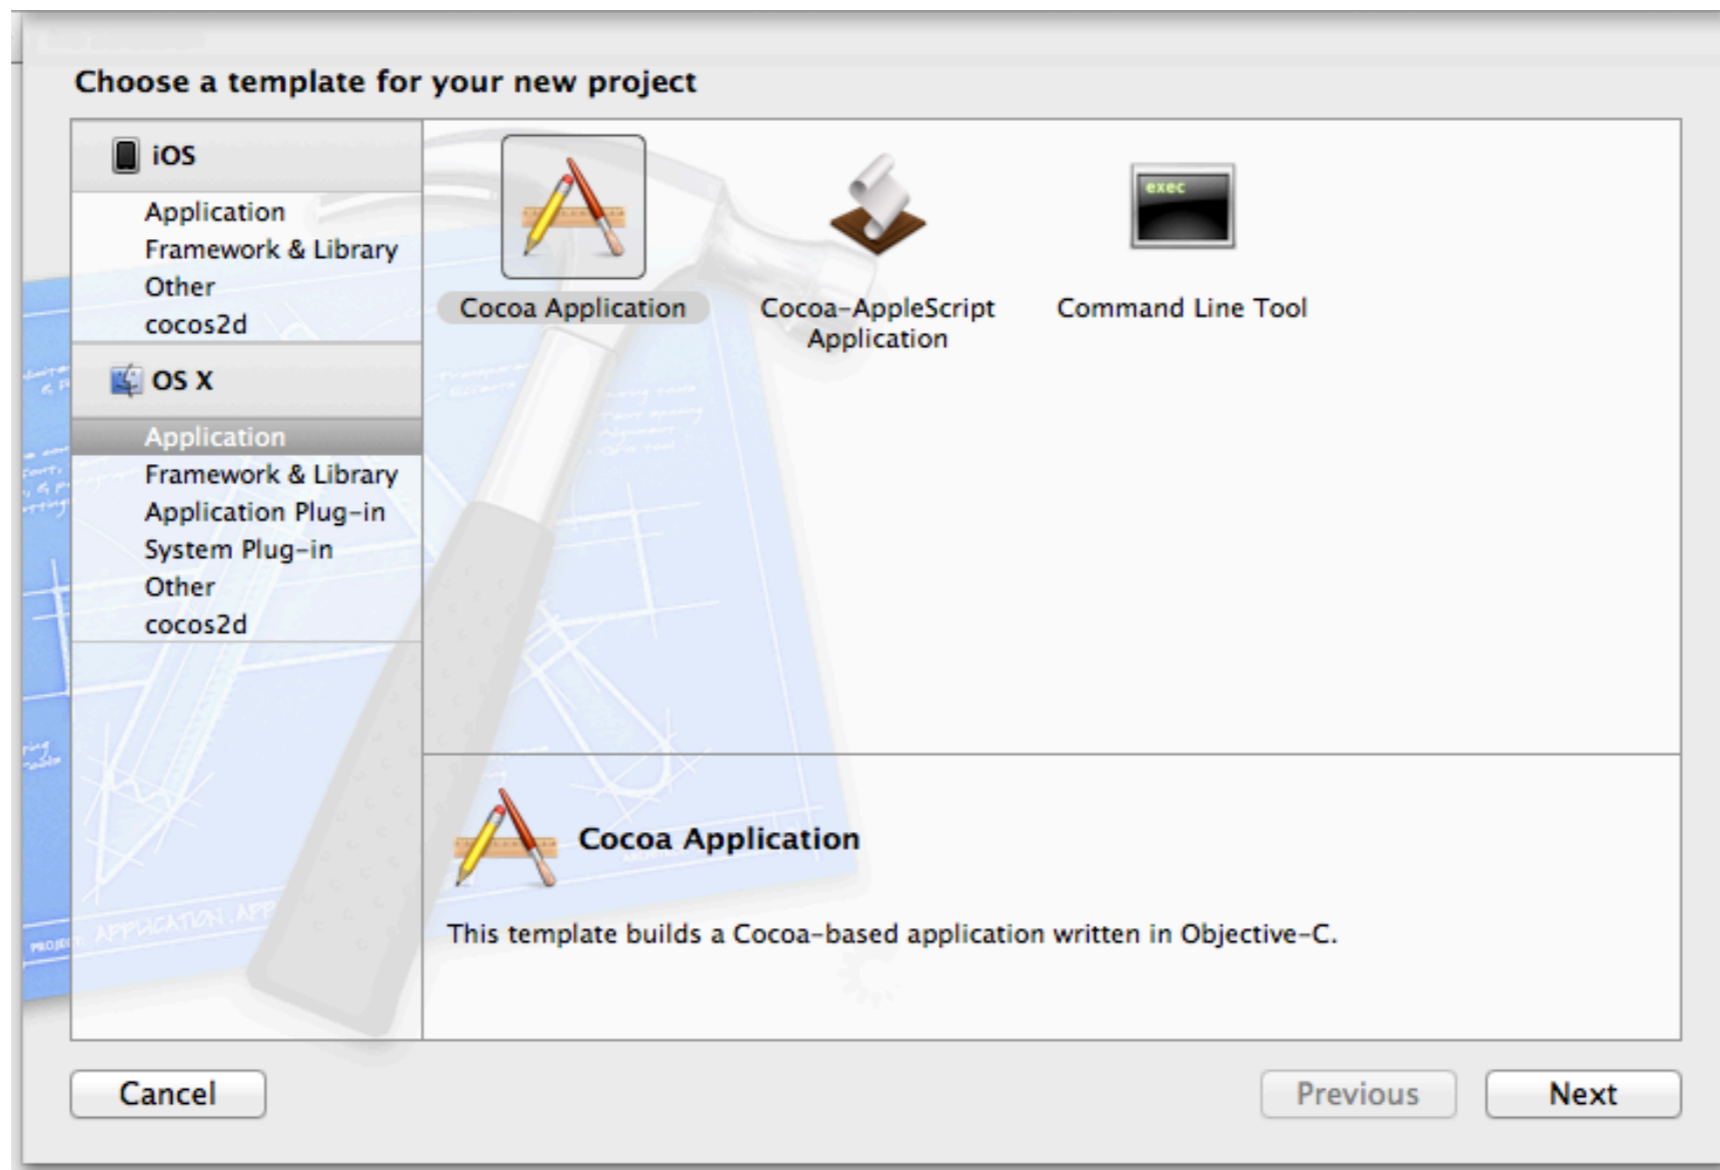 Choose a template for your new project
iOS
Application
Framework & Library
Other
cocos2d
OS X
Application
Framework & Library
Application Plug-in
System Plug-in
Other
cocos2d
exec
Cocoa Application
Cocoa-AppleScript
Application
Command Line Tool
Cocoa Application
This template builds a Cocoa-based application written in Objective-C.
APPLICATION.APP
Cancel
Previous
Next